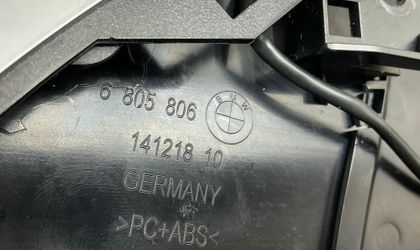 6 805 806
BMW
141218 10
GERMANY
>PC+ABS<